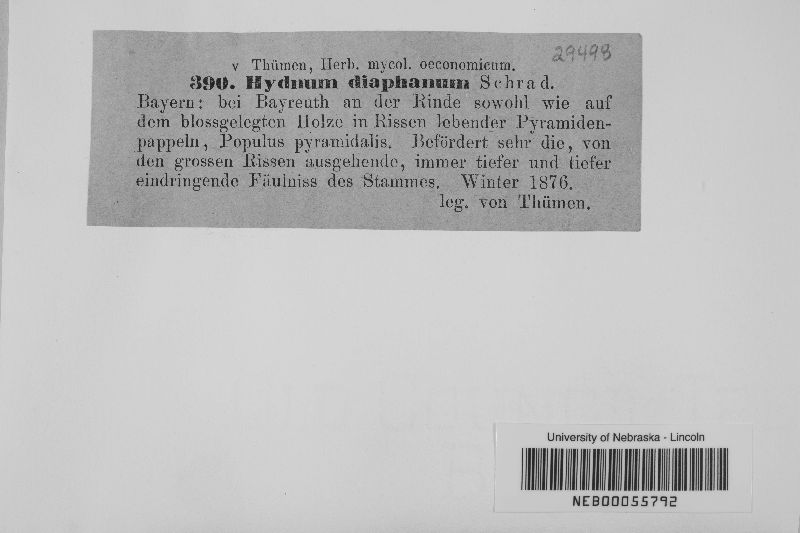 29498
v Thümen, Herb. mycol. oeconomicum.
390. Hydnum diaphanum Schrad.
Bayern: bei Bayreuth an der Rinde sowohl wie auf
dem blossgelegten Holze in Rissen lebender Pyramiden-
pappeln, Populus pyramidalis. Befördert sehr die, von
den grossen Rissen ausgehende, immer tiefer und tiefer
eindringende Fäulniss des Stammes. Winter 1876.
leg. von Thümen.
University of Nebraska - Lincoln
NEB00055792